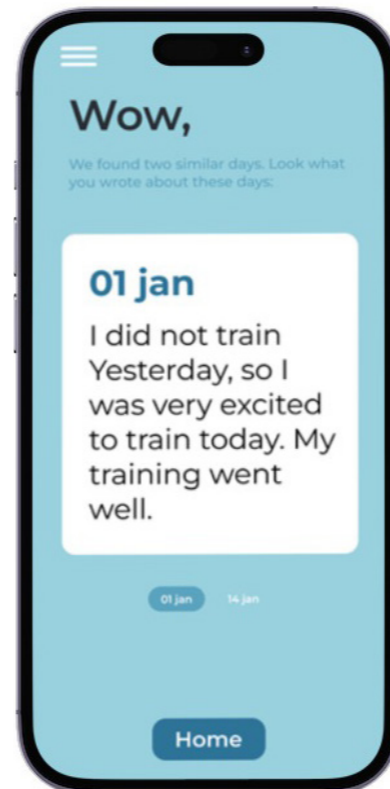 Wow,
We found two similar days. Look what
you wrote about these days:
01 jan
I did not train
Yesterday, so I
was very excited
to train today. My
training went
well.
01 jan 14 jan
Home